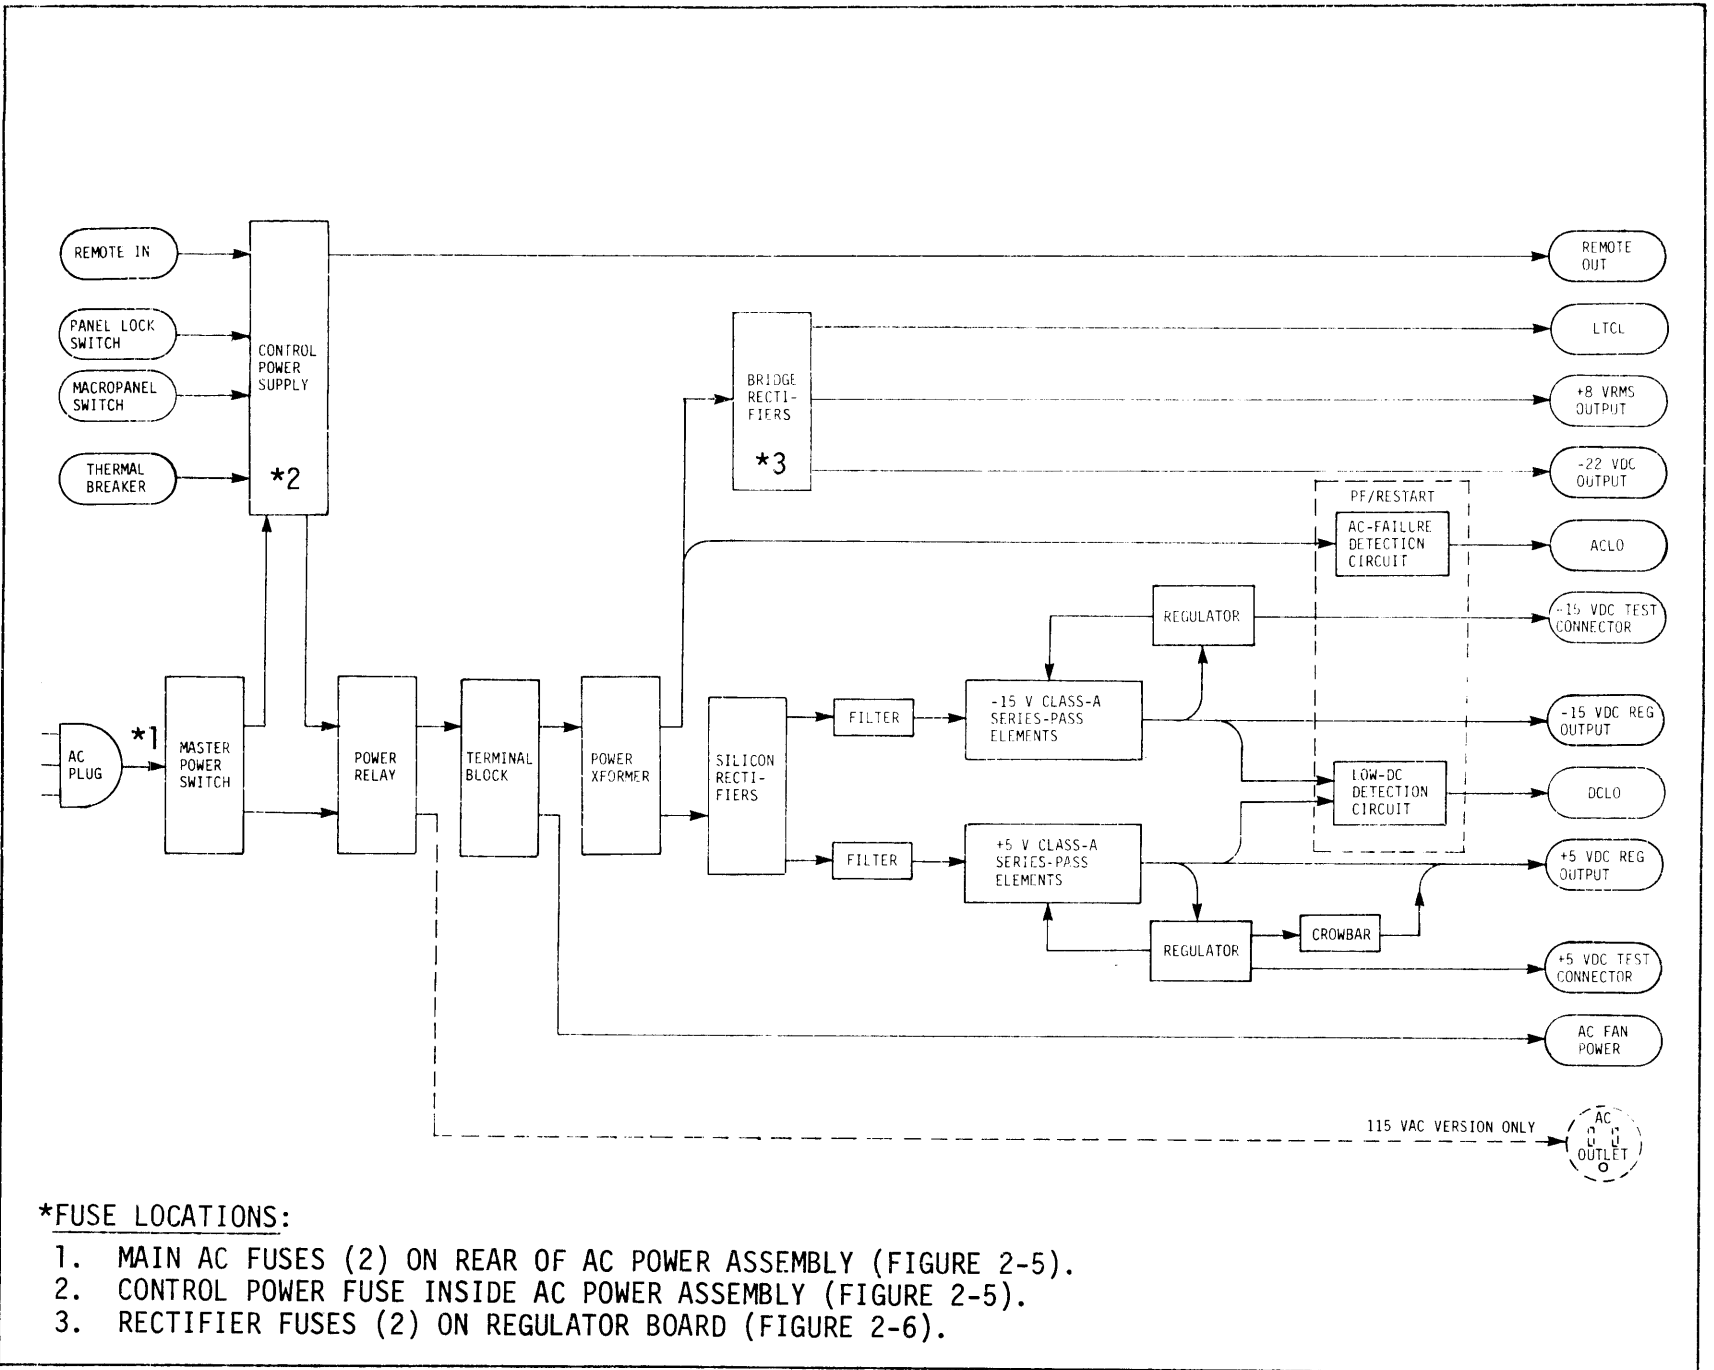 REMOTE IN
PANEL LOCK
SWITCH
MACROPANEL
SWITCH
THERMAL
BREAKER
CONTROL
POWER
SUPPLY
*2
REMOTE
OUT
BRIDGE
RECTI-
FIERS
*3
LTCL
+8 VRMS
OUTPUT
-22 VDC
OUTPUT
PF/RESTART
AC-FAILURE
DETECTION
CIRCUIT
ACLO
REGULATOR
-15 VDC TEST
CONNECTOR
AC
PLUG
*1
MASTER
POWER
SWITCH
POWER
RELAY
TERMINAL
BLOCK
POWER
XFORMER
SILICON
RECTI-
FIERS
FILTER
-15 V CLASS-A
SERIES-PASS
ELEMENTS
-15 VDC REG
OUTPUT
LOW-DC
DETECTION
CIRCUIT
DCLO
FILTER
+5 V CLASS-A
SERIES-PASS
ELEMENTS
+5 VDC REG
OUTPUT
REGULATOR
CROWBAR
+5 VDC TEST
CONNECTOR
AC FAN
POWER
115 VAC VERSION ONLY
AC
OUTLET
*FUSE LOCATIONS:
1. MAIN AC FUSES (2) ON REAR OF AC POWER ASSEMBLY (FIGURE 2-5).
2. CONTROL POWER FUSE INSIDE AC POWER ASSEMBLY (FIGURE 2-5).
3. RECTIFIER FUSES (2) ON REGULATOR BOARD (FIGURE 2-6).